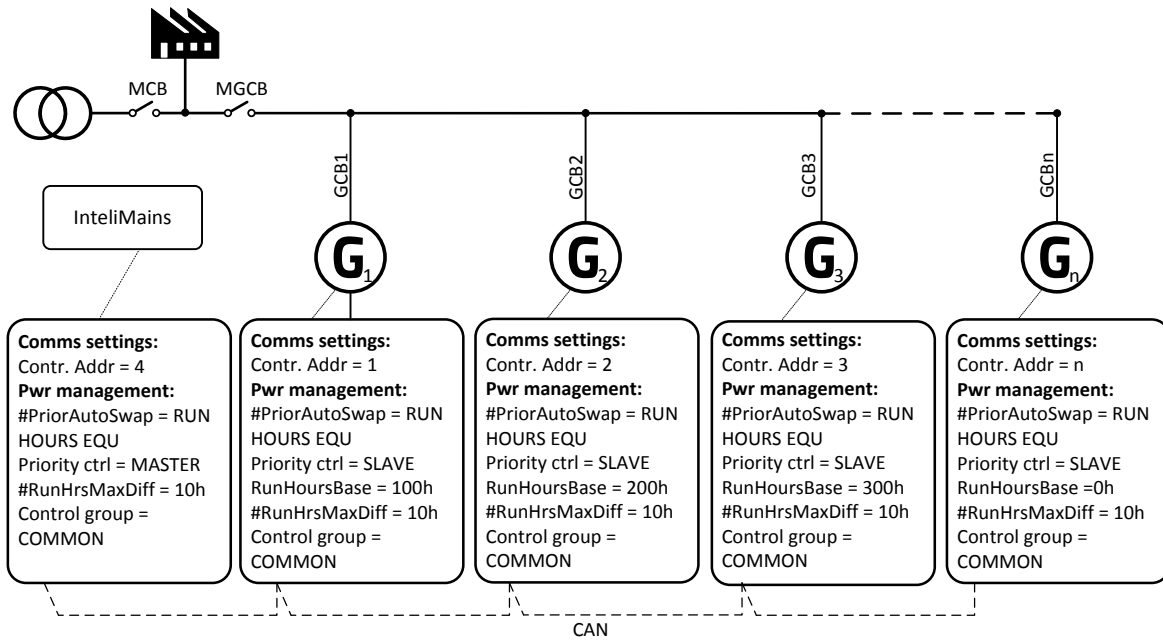 MCB
MGCB
GCB1
GCB2
GCB3
GCBn
InteliMains
G1
G2
G3
Gn
Comms settings:
Contr. Addr = 4
Pwr management:
#PriorAutoSwap = RUN
HOURS EQU
Priority ctrl = MASTER
#RunHrsMaxDiff = 10h
Control group =
COMMON
Comms settings:
Contr. Addr = 1
Pwr management:
#PriorAutoSwap = RUN
HOURS EQU
Priority ctrl = SLAVE
RunHoursBase = 100h
#RunHrsMaxDiff = 10h
Control group =
COMMON
Comms settings:
Contr. Addr = 2
Pwr management:
#PriorAutoSwap = RUN
HOURS EQU
Priority ctrl = SLAVE
RunHoursBase = 200h
#RunHrsMaxDiff = 10h
Control group =
COMMON
Comms settings:
Contr. Addr = 3
Pwr management:
#PriorAutoSwap = RUN
HOURS EQU
Priority ctrl = SLAVE
RunHoursBase = 300h
#RunHrsMaxDiff = 10h
Control group =
COMMON
Comms settings:
Contr. Addr = n
Pwr management:
#PriorAutoSwap = RUN
HOURS EQU
Priority ctrl = SLAVE
RunHoursBase =0h
#RunHrsMaxDiff = 10h
Control group =
COMMON
CAN